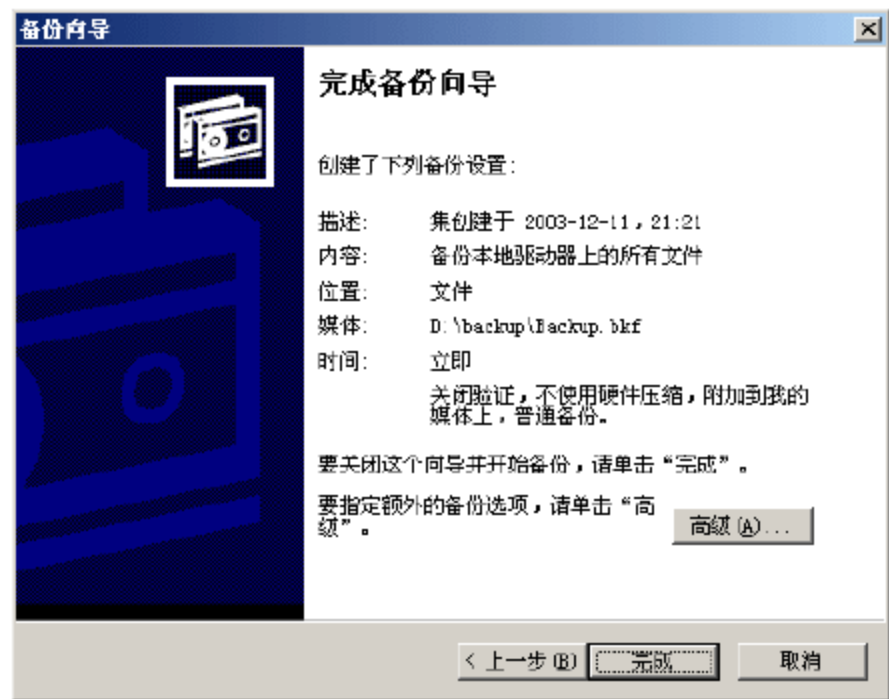 备份向导
完成备份向导
创建了下列备份设置:
描述: 集创建于 2003-12-11，21:21
内容: 备份本地驱动器上的所有文件
位置: 文件
媒体: D:\backup\Backup.bkf
时间: 立即
关闭验证，不使用硬件压缩，附加到我的
媒体上，普通备份。
要关闭这个向导并开始备份，请单击“完成”。
要指定额外的备份选项，请单击“高
级”。
高级(A)...
< 上一步(B)
完成
取消